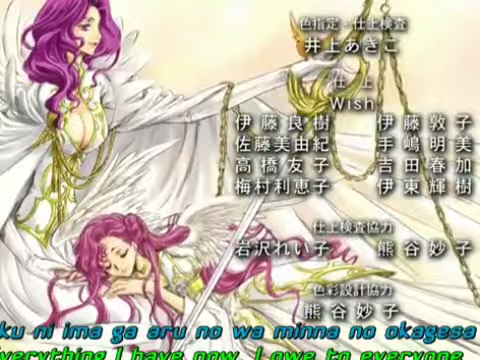 色指定・仕上検査
井上あきこ
仕上
Wish
伊藤良樹 伊藤敦子
佐藤美由紀 手嶋明美
高橋友子 吉田春加
梅村利恵子 伊東輝樹
仕上検査協力
岩沢れい子 熊谷妙子
色彩設計協力
熊谷妙子
ku ni ima ga aru no wa minna no okagesa
verything I have now, I owe to everyone